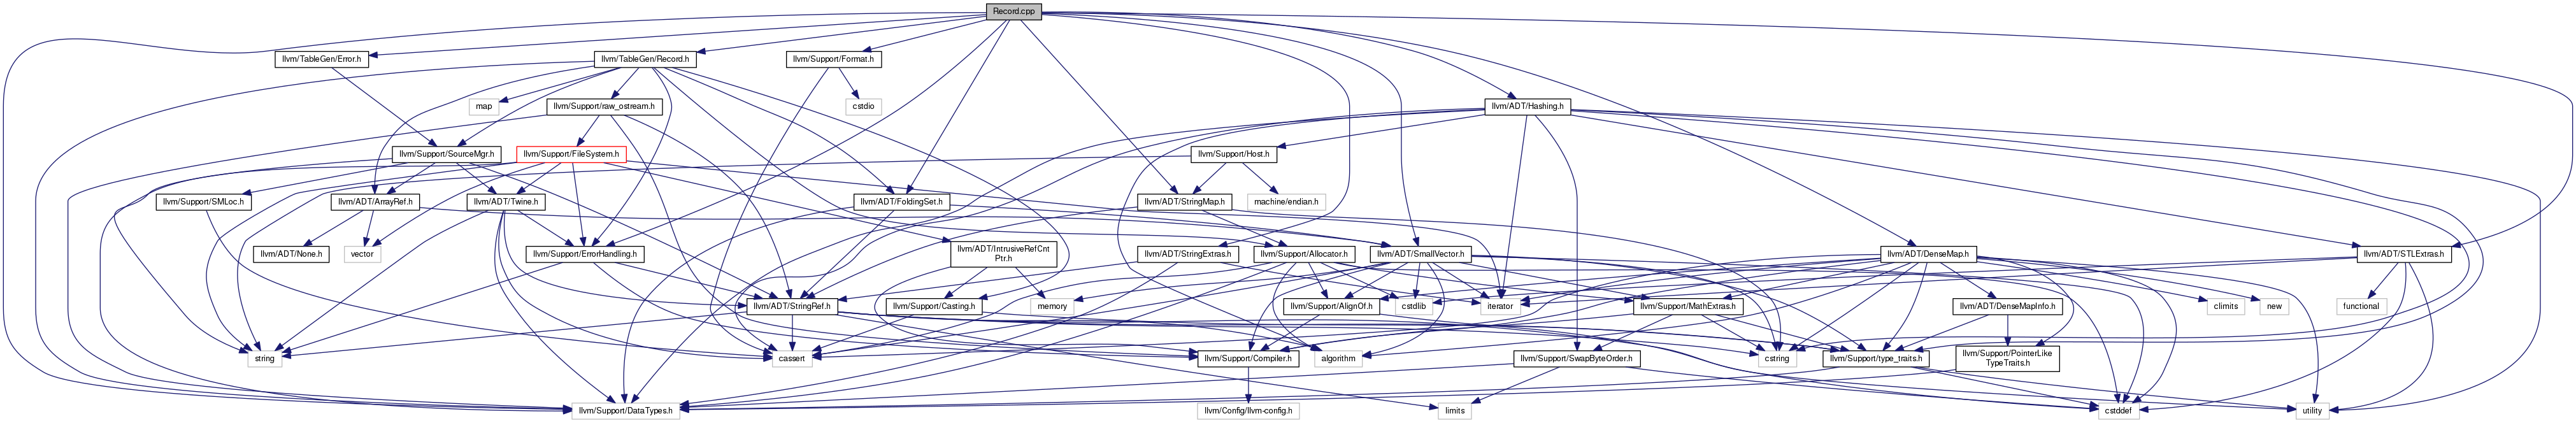 Record.cpp
llvm/TableGen/Error.h
llvm/TableGen/Record.h
llvm/Support/Format.h
map
llvm/Support/raw_ostream.h
cstdio
llvm/ADT/Hashing.h
llvm/Support/SourceMgr.h
llvm/Support/FileSystem.h
llvm/Support/Host.h
llvm/Support/SMLoc.h
llvm/ADT/ArrayRef.h
llvm/ADT/Twine.h
llvm/ADT/FoldingSet.h
llvm/ADT/StringMap.h
machine/endian.h
llvm/ADT/None.h
vector
llvm/Support/ErrorHandling.h
llvm/ADT/IntrusiveRefCnt
Ptr.h
llvm/ADT/StringExtras.h
llvm/Support/Allocator.h
llvm/ADT/SmallVector.h
llvm/ADT/DenseMap.h
llvm/ADT/STLExtras.h
llvm/ADT/StringRef.h
llvm/Support/Casting.h
memory
llvm/Support/AlignOf.h
cstdlib
iterator
llvm/Support/MathExtras.h
llvm/ADT/DenseMapInfo.h
climits
new
functional
string
cassert
llvm/Support/Compiler.h
algorithm
llvm/Support/SwapByteOrder.h
cstring
llvm/Support/type_traits.h
llvm/Support/PointerLike
TypeTraits.h
llvm/Support/DataTypes.h
llvm/Config/llvm-config.h
limits
cstddef
utility